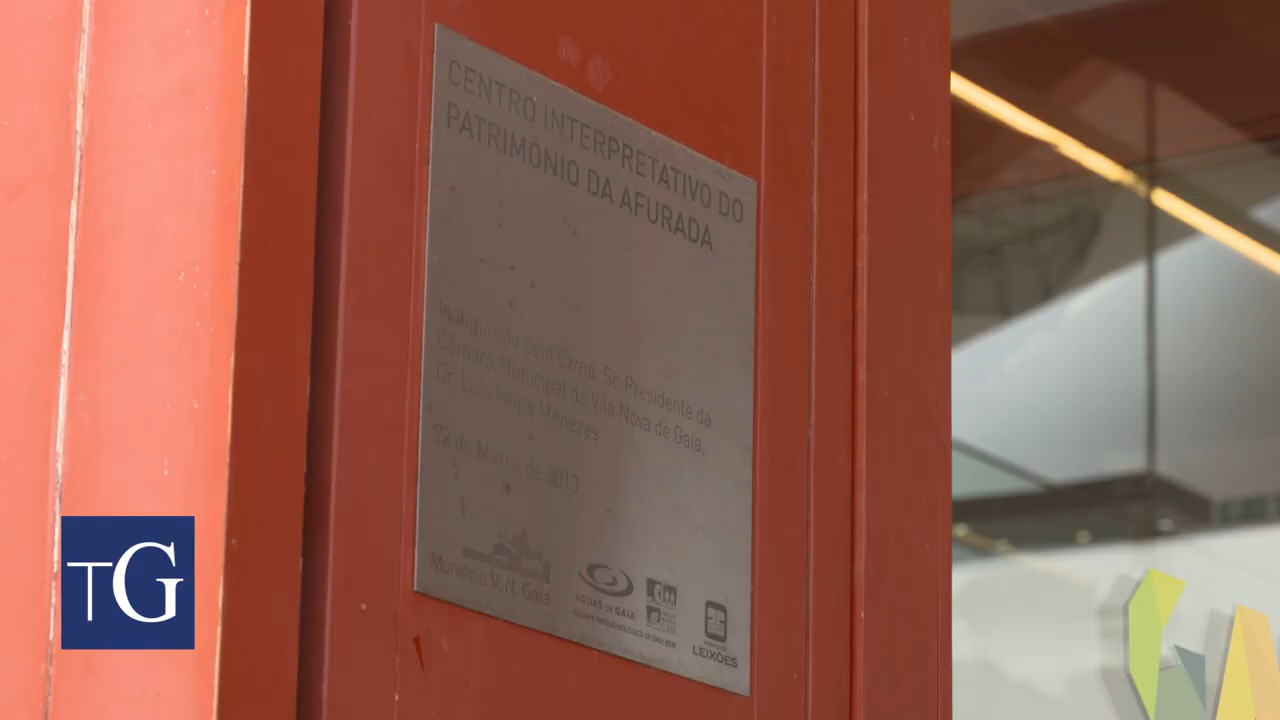 CENTRO INTERPRETATIVO DO
PATRIMÓNIO DA AFURADA
Inaugurado pelo Exmo. Sr. Presidente da
Câmara Municipal de Vila Nova de Gaia,
Dr. Luís Filipe Menezes
22 de Março de 2013
Município V. N. Gaia
ÁGUAS DE GAIA
LEIXÕES
TG